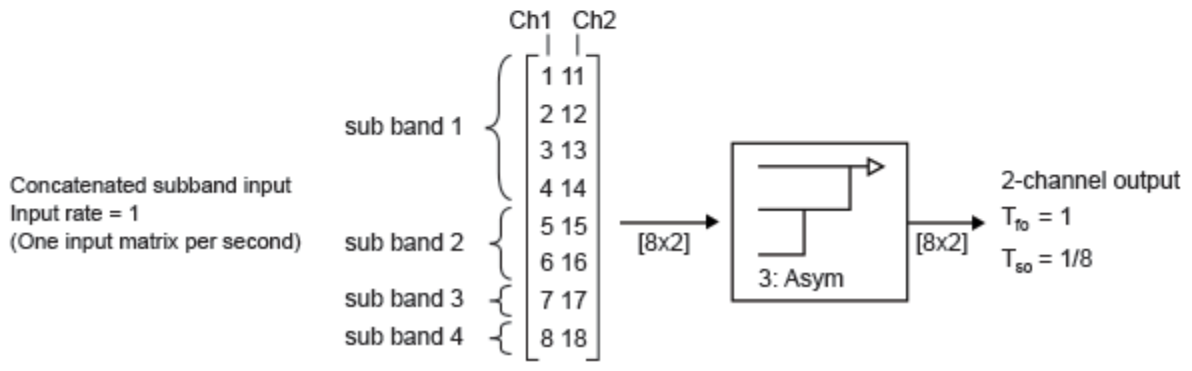 Ch1 Ch2
1 11
2 12
sub band 1
3 13
4 14
Concatenated subband input
Input rate = 1
(One input matrix per second)
5 15
sub band 2
6 16
sub band 3
7 17
sub band 4
8 18
[8x2]
3: Asym
[8x2]
2-channel output
Tfo = 1
Tso = 1/8